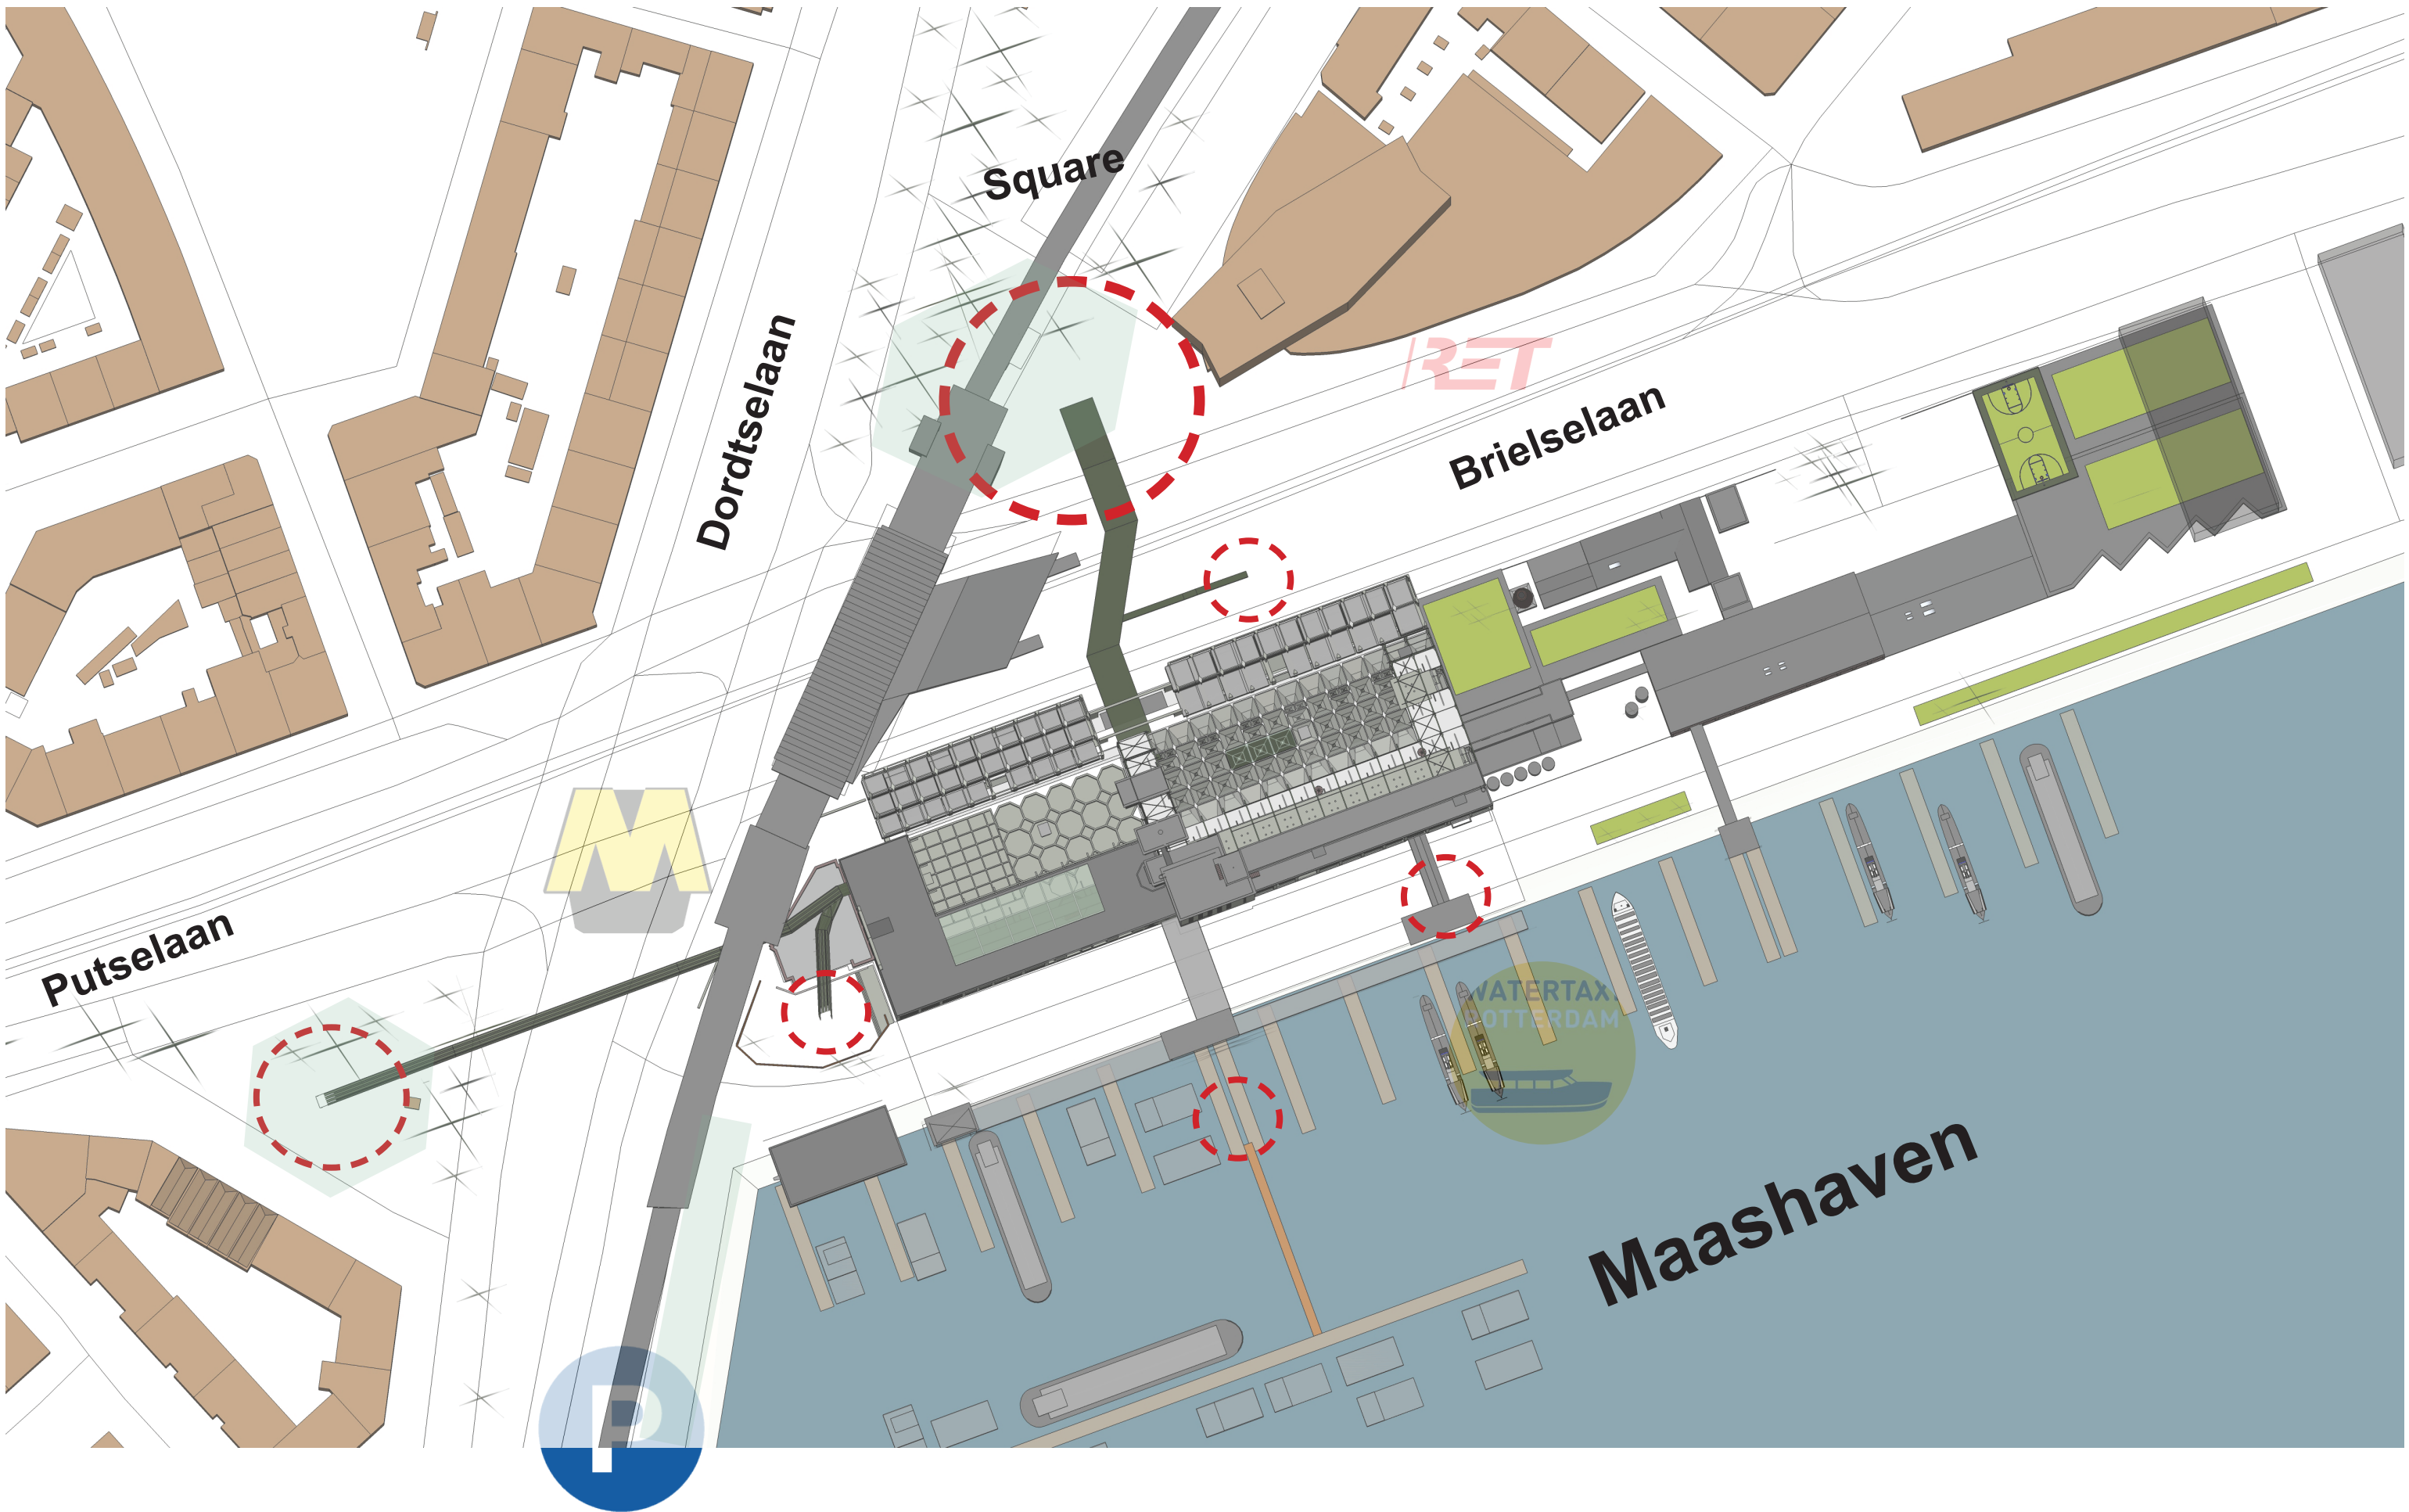 Square
Dordtselaan
RET
Brielselaan
M
Putselaan
WATERTAXI
ROTTERDAM
Maashaven
P